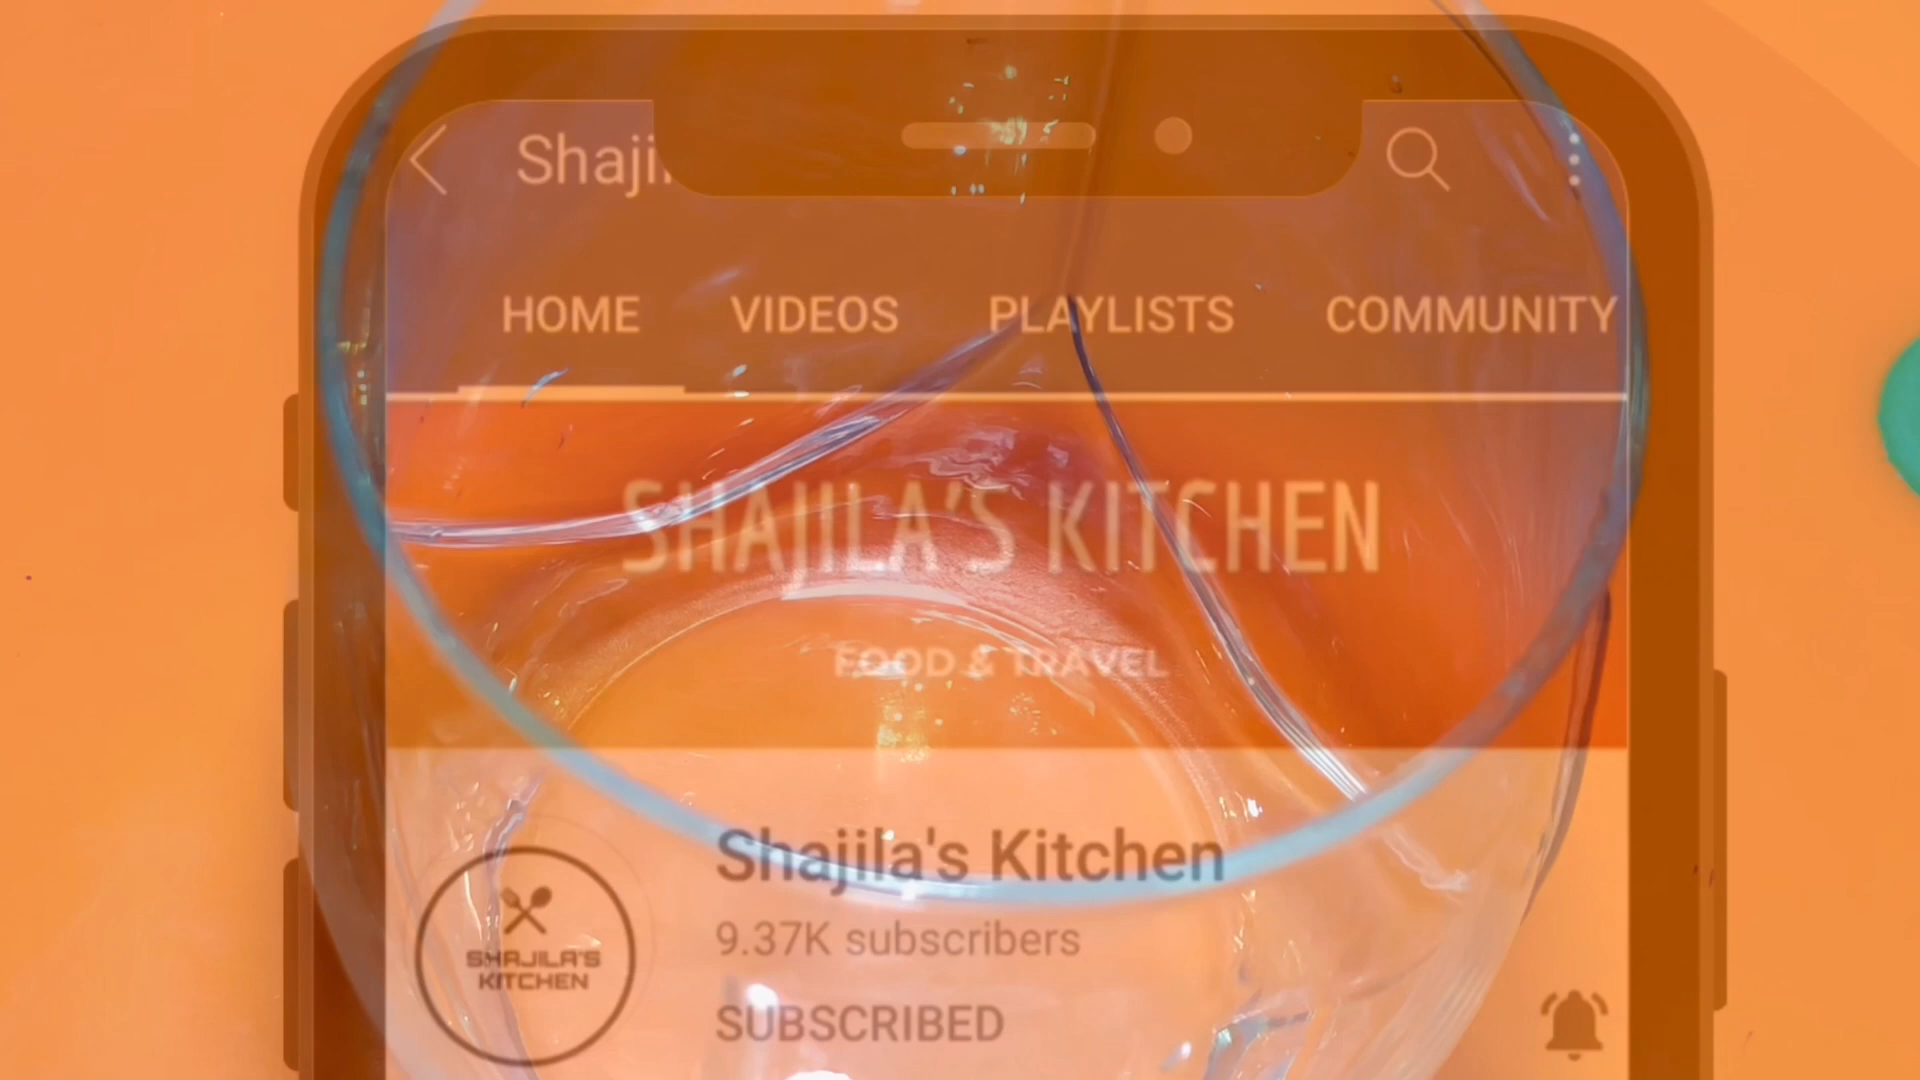 Shaji
HOME VIDEOS PLAYLISTS COMMUNITY
SHAJILA'S KITCHEN
FOOD & TRAVEL
Shajila's Kitchen
9.37K subscribers
SUBSCRIBED
SHAJILA'S
KITCHEN